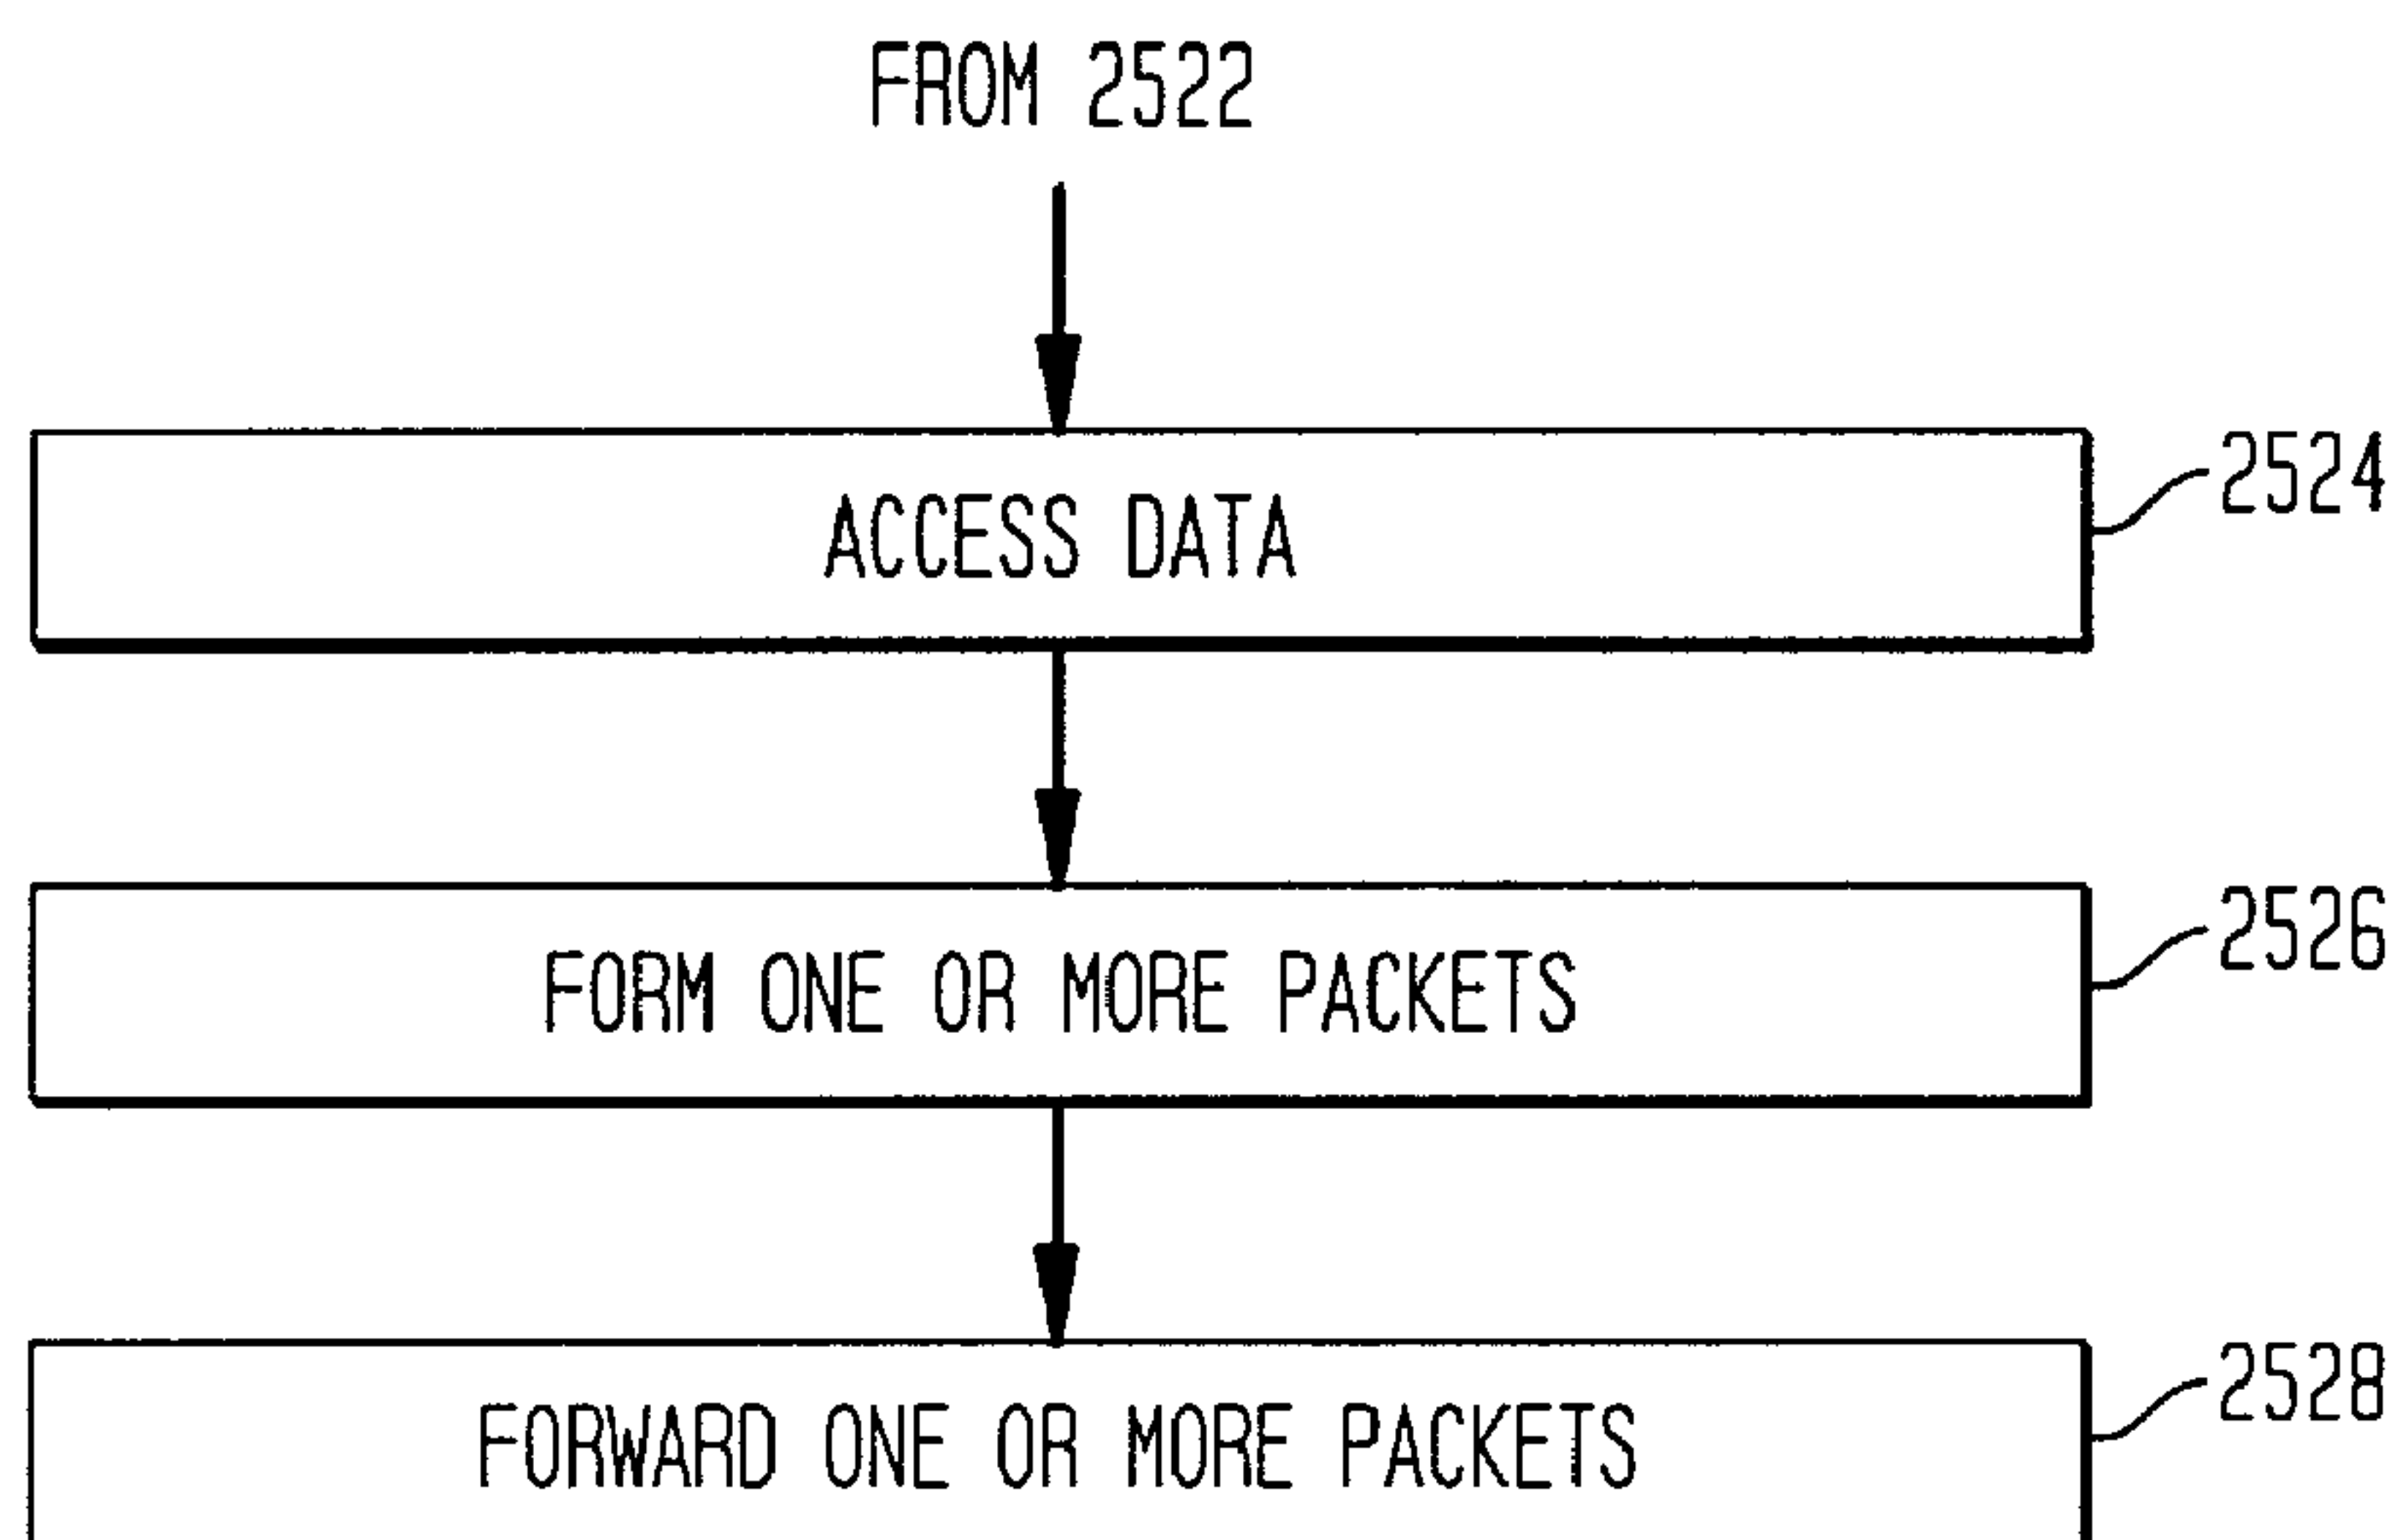 FROM 2522
ACCESS DATA
2524
FORM ONE OR MORE PACKETS
2526
FORWARD ONE OR MORE PACKETS
2528